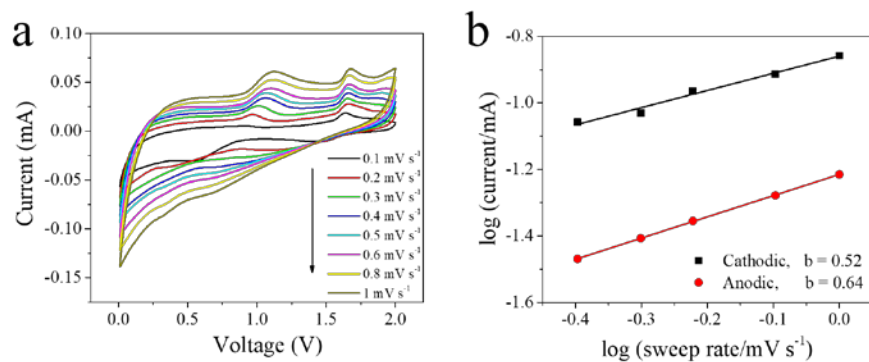 a
0.10
0.05
0.00
-0.05
-0.10
-0.15
Current (mA)
0.0 0.5 1.0 1.5 2.0
Voltage (V)
0.1 mV s⁻¹
0.2 mV s⁻¹
0.3 mV s⁻¹
0.4 mV s⁻¹
0.5 mV s⁻¹
0.6 mV s⁻¹
0.8 mV s⁻¹
1 mV s⁻¹
b
-0.8
-1.0
-1.2
-1.4
-1.6
log (current/mA)
-0.4 -0.3 -0.2 -0.1 0.0
log (sweep rate/mV s⁻¹)
Cathodic, b = 0.52
Anodic, b = 0.64